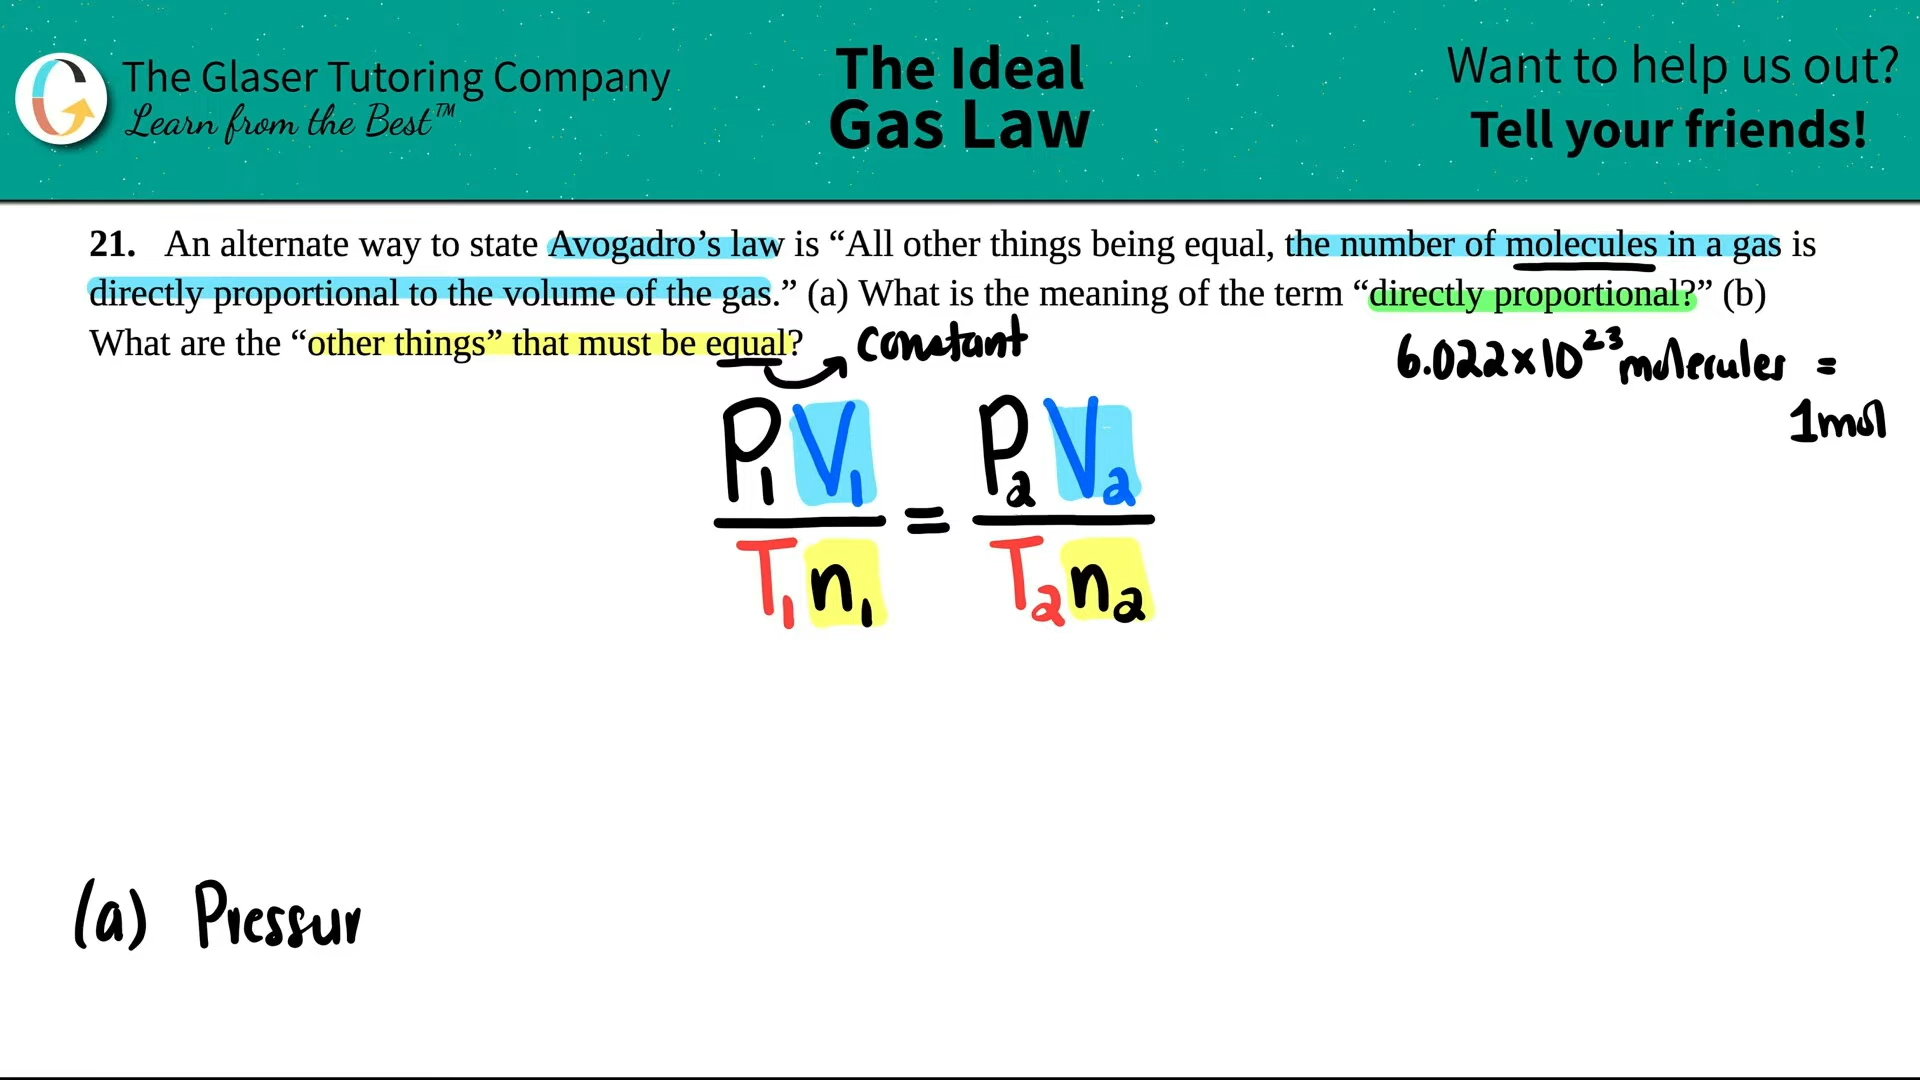 The Glaser Tutoring Company
Learn from the Best™
The Ideal
Gas Law
Want to help us out?
Tell your friends!
21. An alternate way to state Avogadro’s law is “All other things being equal, the number of molecules in a gas is
directly proportional to the volume of the gas.” (a) What is the meaning of the term “directly proportional?” (b)
What are the “other things” that must be equal?
constant
6.022×10²³ molecules =
1mol
P₁V₁ = P₂V₂
T₁n₁ T₂n₂
(a) Pressur